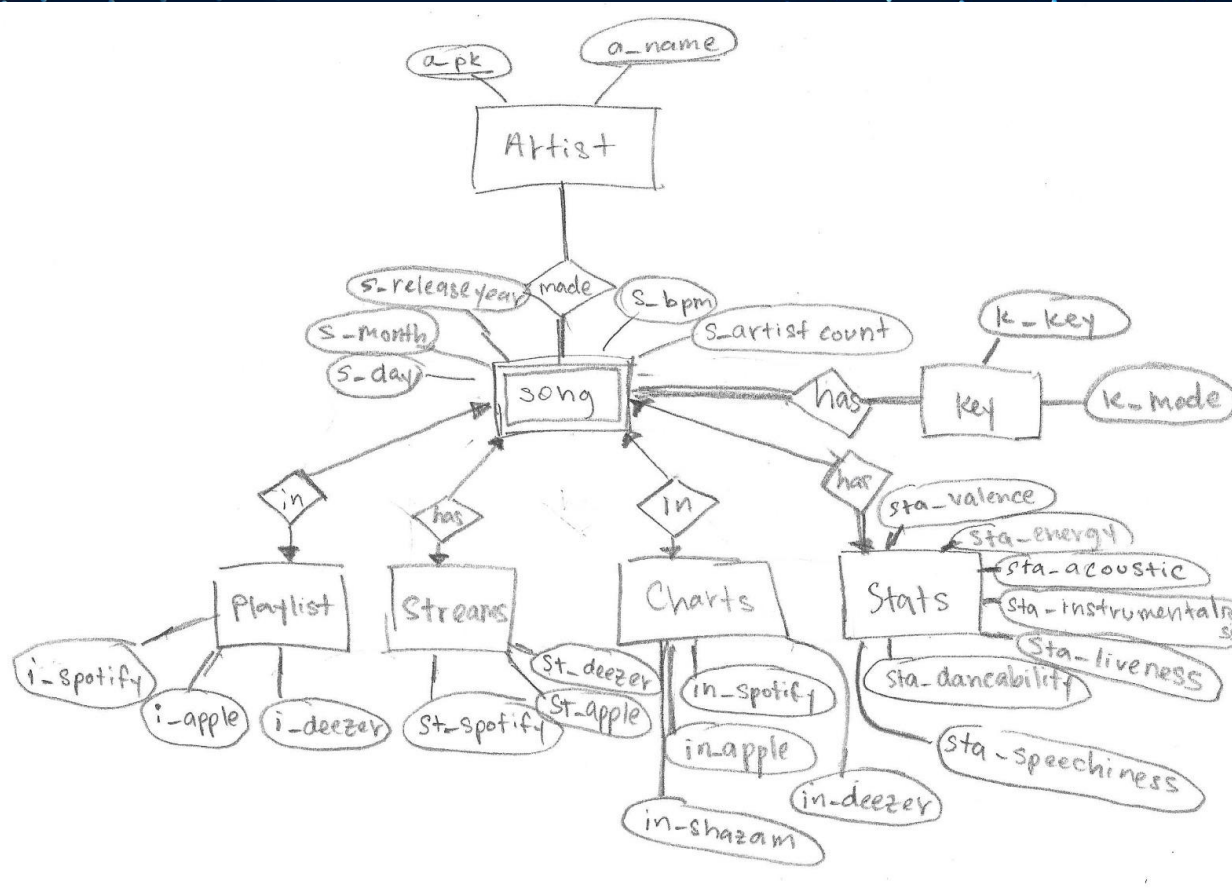 a_pk
a_name
Artist
s_release year
made
s_bpm
s_month
s_artist count
s_day
song
has
key
k_key
k_mode
in
has
in
has
sta_valence
sta_energy
sta_acoustic
Playlist
Streams
Charts
Stats
sta_liveness
i_spotify
i_apple
i_deezer
st_deezer
st_apple
st_spotify
in_spotify
in_apple
in_deezer
in_shazam
sta_dancability
sta_speechiness